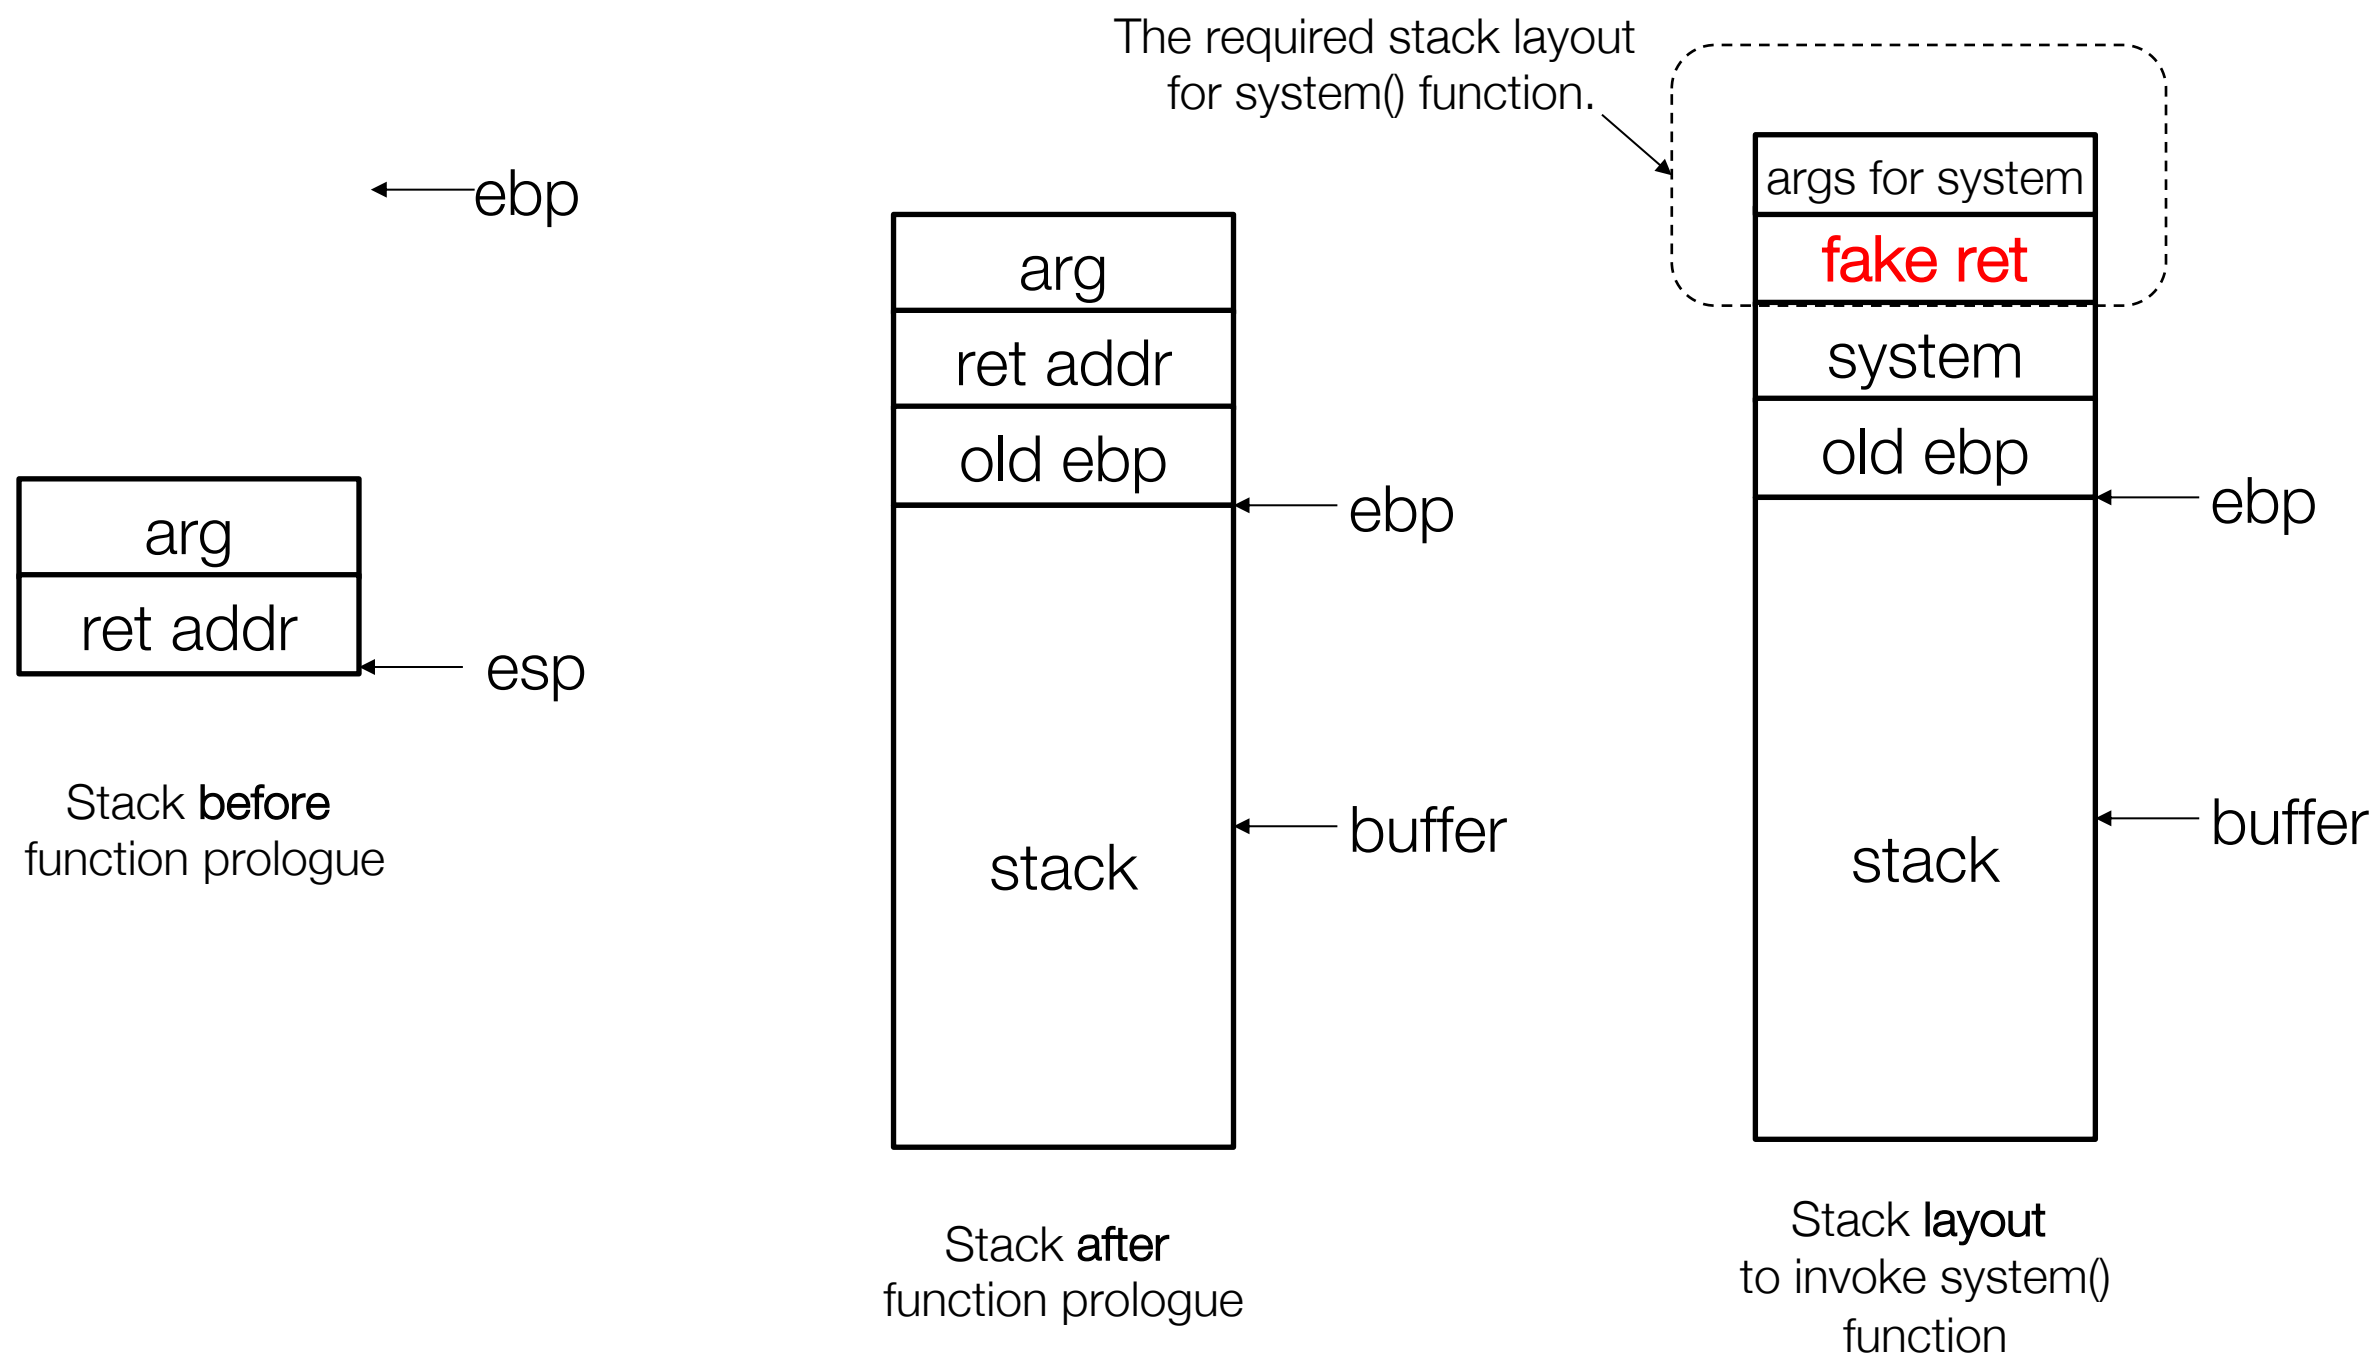 The required stack layout
for system() function.
ebp
arg
ret addr
esp
Stack before
function prologue
arg
ret addr
old ebp
ebp
buffer
stack
Stack after
function prologue
args for system
fake ret
system
old ebp
ebp
buffer
stack
Stack layout
to invoke system()
function